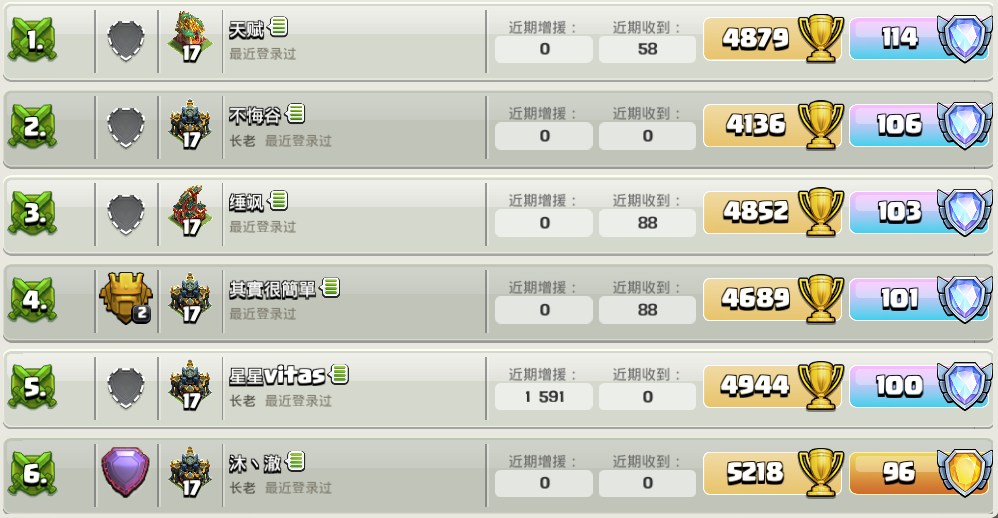 1.
17
天赋
最近登录过
近期增援：
0
近期收到：
58
4879
114
2.
17
不悔谷
长老 最近登录过
近期增援：
0
近期收到：
0
4136
106
3.
17
缍飒
最近登录过
近期增援：
0
近期收到：
88
4852
103
4.
2
17
其實很簡單
最近登录过
近期增援：
0
近期收到：
88
4689
101
5.
17
星星vitas
长老 最近登录过
近期增援：
1 591
近期收到：
0
4944
100
6.
17
沐丶澈
长老 最近登录过
近期增援：
0
近期收到：
0
5218
96